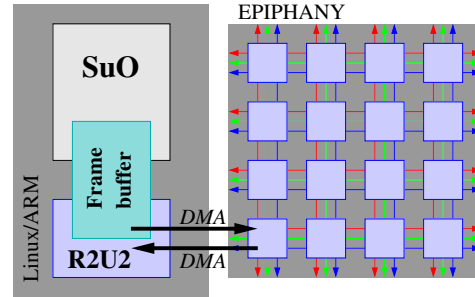 EPIPHANY
SuO
Frame
buffer
Linux/ARM
DMA
R2U2
DMA